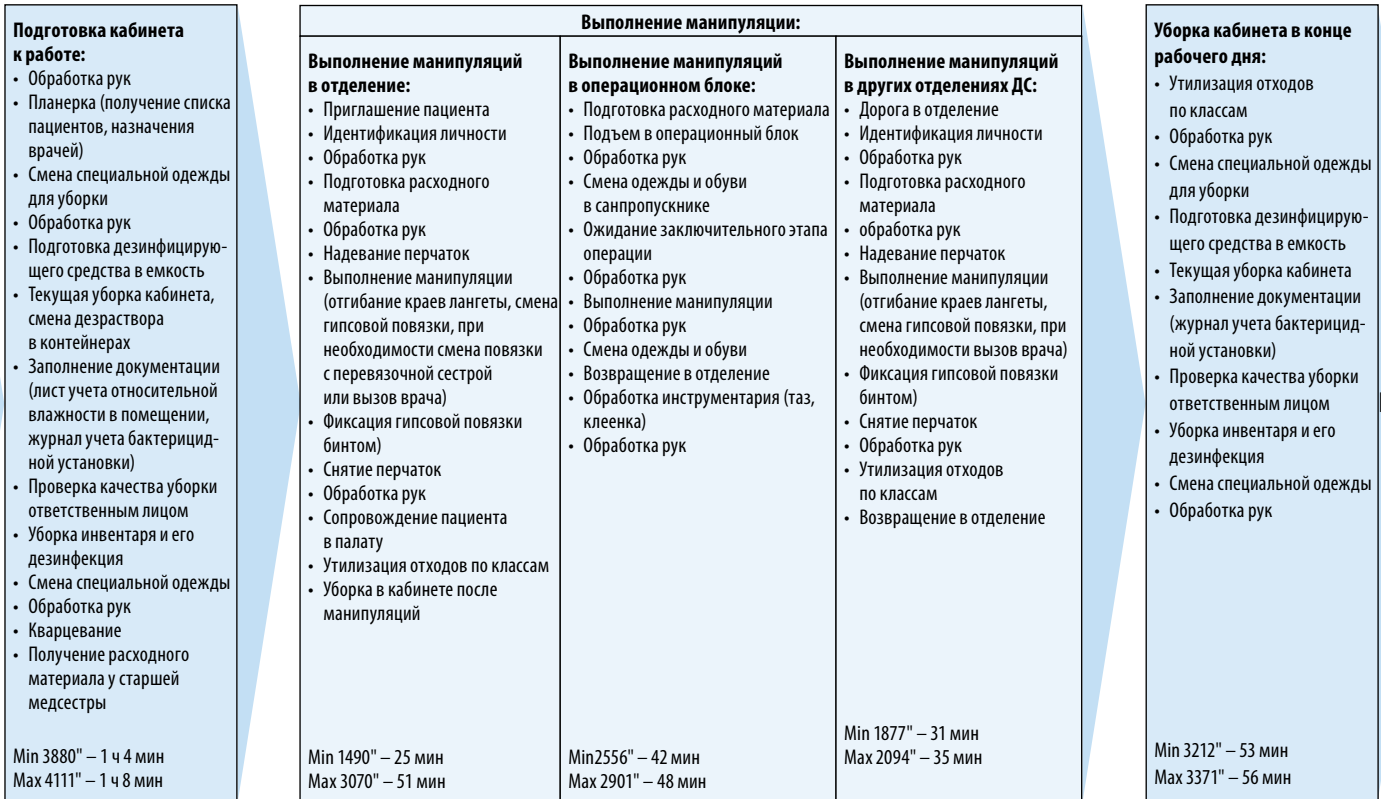 Подготовка кабинета
к работе:
• Обработка рук
• Планерка (получение списка
пациентов, назначения
врачей)
• Смена специальной одежды
для уборки
• Обработка рук
• Подготовка дезинфицирую-
щего средства в емкость
• Текущая уборка кабинета,
смена дезраствора
в контейнерах
• Заполнение документации
(лист учета относительной
влажности в помещении,
журнал учета бактерицид-
ной установки)
• Проверка качества уборки
ответственным лицом
• Уборка инвентаря и его
дезинфекция
• Смена специальной одежды
• Обработка рук
• Кварцевание
• Получение расходного
материала у старшей
медсестры
Min 3880" – 1 ч 4 мин
Max 4111" – 1 ч 8 мин
Выполнение манипуляции:
Выполнение манипуляций
в отделение:
• Приглашение пациента
• Идентификация личности
• Обработка рук
• Подготовка расходного
материала
• Обработка рук
• Надевание перчаток
• Выполнение манипуляции
(отгибание краев лангеты, смена
гипсовой повязки, при
необходимости смена повязки
с перевязочной сестрой
или вызов врача)
• Фиксация гипсовой повязки
бинтом)
• Снятие перчаток
• Обработка рук
• Сопровождение пациента
в палату
• Утилизация отходов по классам
• Уборка в кабинете после
манипуляций
Min 1490" – 25 мин
Max 3070" – 51 мин
Выполнение манипуляций
в операционном блоке:
• Подготовка расходного материала
• Подъем в операционный блок
• Обработка рук
• Смена одежды и обуви
в санпропускнике
• Ожидание заключительного этапа
операции
• Обработка рук
• Выполнение манипуляции
• Обработка рук
• Смена одежды и обуви
• Возвращение в отделение
• Обработка инструментария (таз,
клеенка)
• Обработка рук
Min2556" – 42 мин
Max 2901" – 48 мин
Выполнение манипуляций
в других отделениях ДС:
• Дорога в отделение
• Идентификация личности
• Обработка рук
• Подготовка расходного
материала
• обработка рук
• Надевание перчаток
• Выполнение манипуляции
(отгибание краев лангеты,
смена гипсовой повязки, при
необходимости вызов врача)
• Фиксация гипсовой повязки
бинтом)
• Снятие перчаток
• Обработка рук
• Утилизация отходов
по классам
• Возвращение в отделение
Min 1877" – 31 мин
Max 2094" – 35 мин
Уборка кабинета в конце
рабочего дня:
• Утилизация отходов
по классам
• Обработка рук
• Смена специальной одежды
для уборки
• Подготовка дезинфицирую-
щего средства в емкость
• Текущая уборка кабинета
• Заполнение документации
(журнал учета бактерицид-
ной установки)
• Проверка качества уборки
ответственным лицом
• Уборка инвентаря и его
дезинфекция
• Смена специальной одежды
• Обработка рук
Min 3212" – 53 мин
Max 3371" – 56 мин